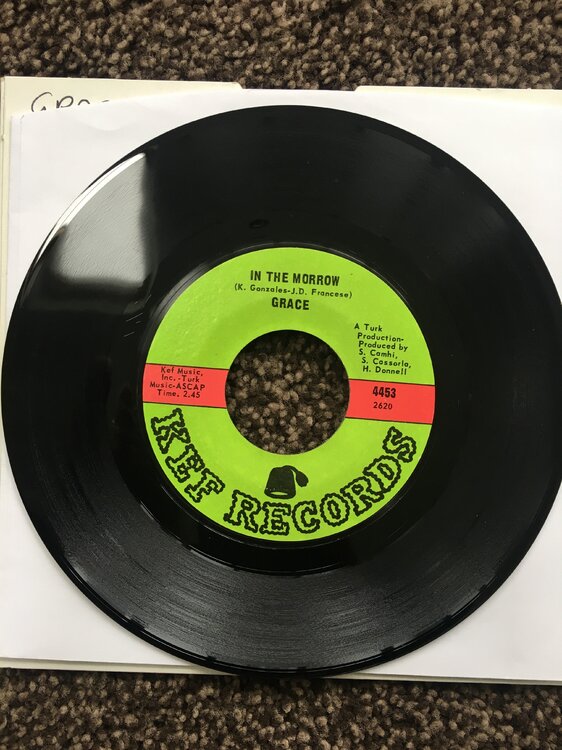 IN THE MORROW
(K. Gonzales-J.D. Francese)
GRACE
A Turk
Production-
Produced by
S. Camhi,
S. Cossorla,
H. Donnell
Kef Music,
Inc.-Turk
Music-ASCAP
Time. 2.45
4453
2620
KEF RECORDS